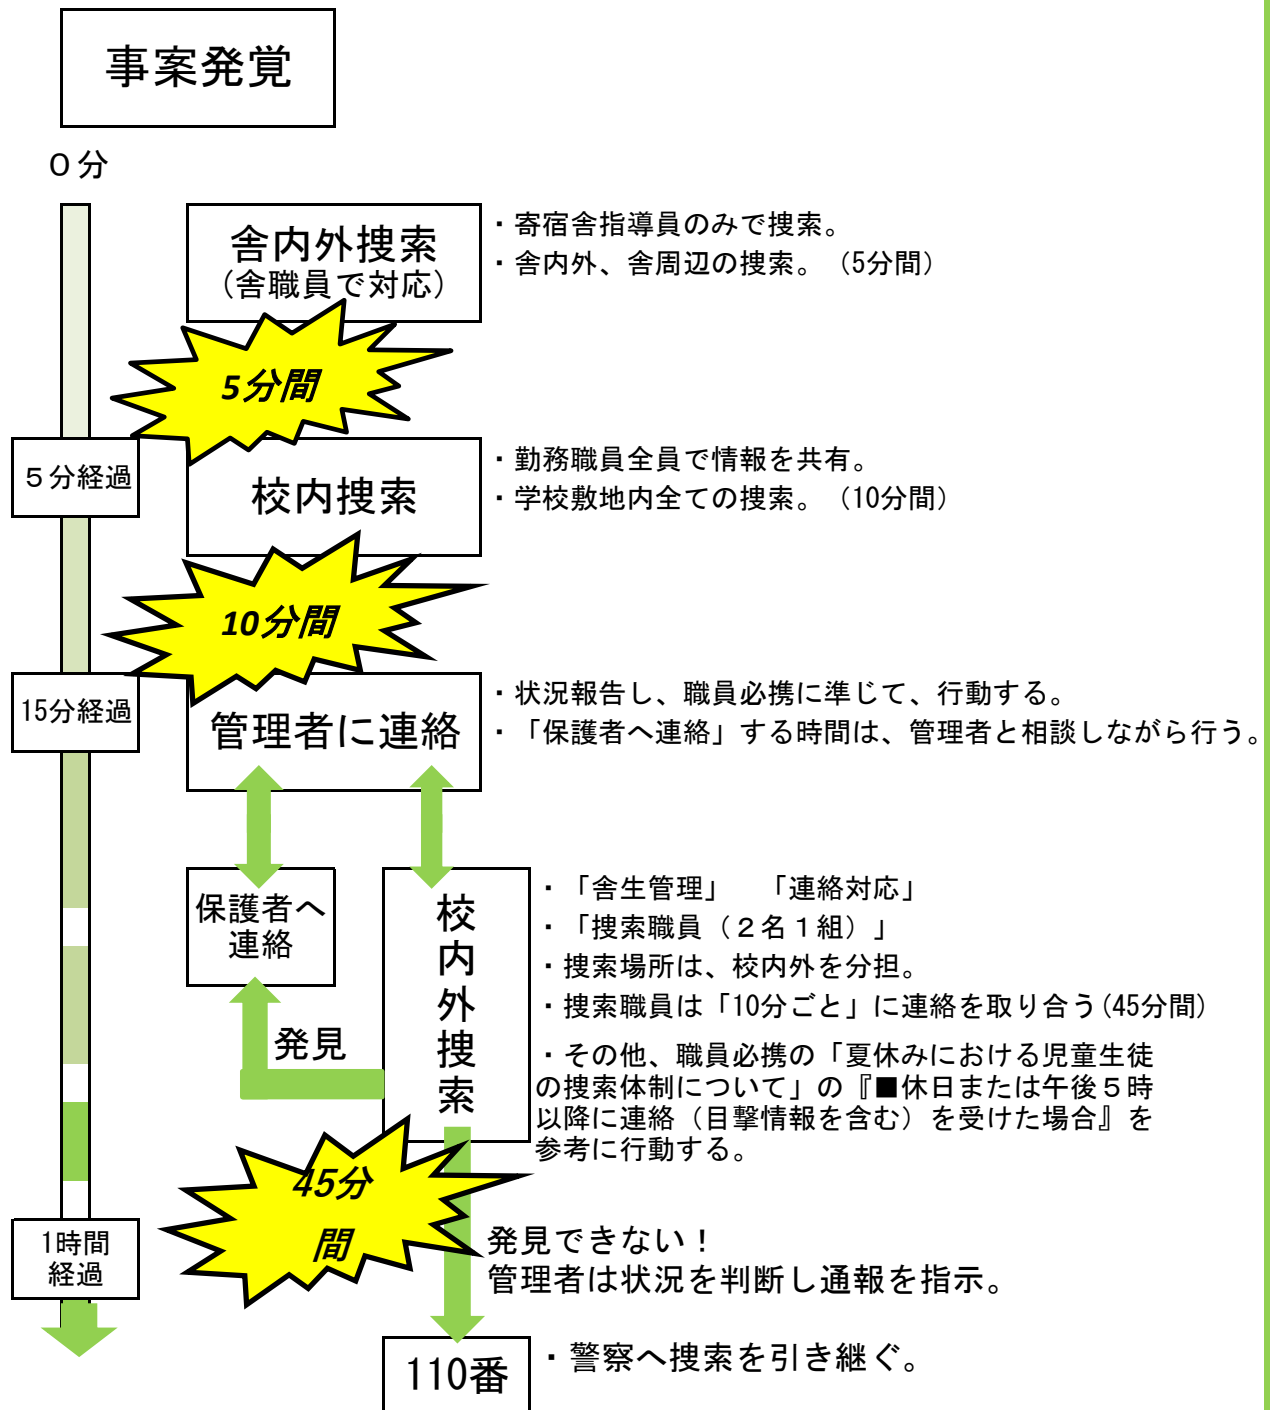 事案発覚
０分
舎内外捜索
（舎職員で対応）
・寄宿舎指導員のみで捜索。
・舎内外、舎周辺の捜索。（5分間）
5分間
５分経過
校内捜索
・勤務職員全員で情報を共有。
・学校敷地内全ての捜索。（10分間）
10分間
15分経過
管理者に連絡
・状況報告し、職員必携に準じて、行動する。
・「保護者へ連絡」する時間は、管理者と相談しながら行う。
保護者へ
連絡
校内外捜索
・「舎生管理」　「連絡対応」
・「捜索職員（２名１組）」
・捜索場所は、校内外を分担。
・捜索職員は「10分ごと」に連絡を取り合う(45分間)
・その他、職員必携の「夏休みにおける児童生徒
の捜索体制について」の『■休日または午後５時
以降に連絡（目撃情報を含む）を受けた場合』を
参考に行動する。
発見
45分
間
1時間
経過
発見できない！
管理者は状況を判断し通報を指示。
110番
・警察へ捜索を引き継ぐ。